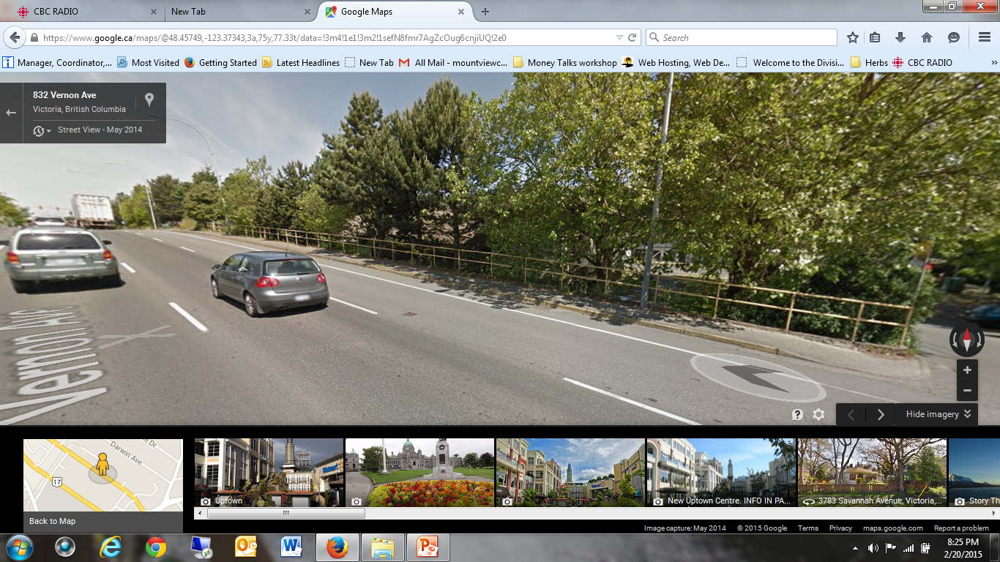 CBC RADIO
New Tab
Google Maps
https://www.google.ca/maps/@48.45749,-123.37343,3a,75y,77.33t/data=!3m4!1e1!3m2!1sefN8fmr7AgZcOug6cnjiUQ!2e0
Search
Manager, Coordinator,... Most Visited Getting Started Latest Headlines New Tab All Mail - mountviewc... Money Talks workshop Web Hosting, Web De... Welcome to the Divisi... Herbs CBC RADIO »
832 Vernon Ave
Victoria, British Columbia
Street View - May 2014
Vernon Ave
Hide imagery
Darwin Ave
17
Back to Map
Walmart
Uptown
New Uptown Centre. INFO IN PA...
3783 Savannah Avenue, Victoria,...
Story Th
Image capture: May 2014 © 2015 Google Terms Privacy maps.google.com Report a problem
8:25 PM
2/20/2015